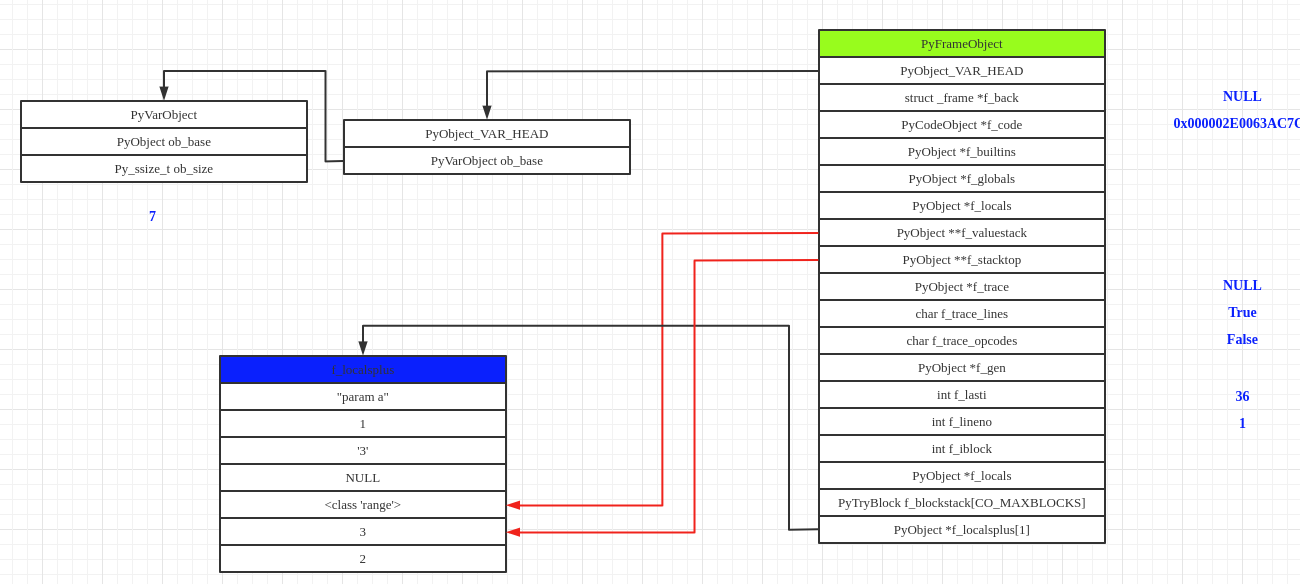 PyFrameObject
PyObject_VAR_HEAD
struct _frame *f_back
PyCodeObject *f_code
PyObject *f_builtins
PyObject *f_globals
PyObject *f_locals
PyObject **f_valuestack
PyObject **f_stacktop
PyObject *f_trace
char f_trace_lines
char f_trace_opcodes
PyObject *f_gen
int f_lasti
int f_lineno
int f_iblock
PyObject *f_locals
PyTryBlock f_blockstack[CO_MAXBLOCKS]
PyObject *f_localsplus[1]
NULL
0x000002E0063AC7C
NULL
True
False
36
1
PyVarObject
PyObject ob_base
Py_ssize_t ob_size
7
PyObject_VAR_HEAD
PyVarObject ob_base
"param a"
1
'3'
NULL
<class 'range'>
3
2